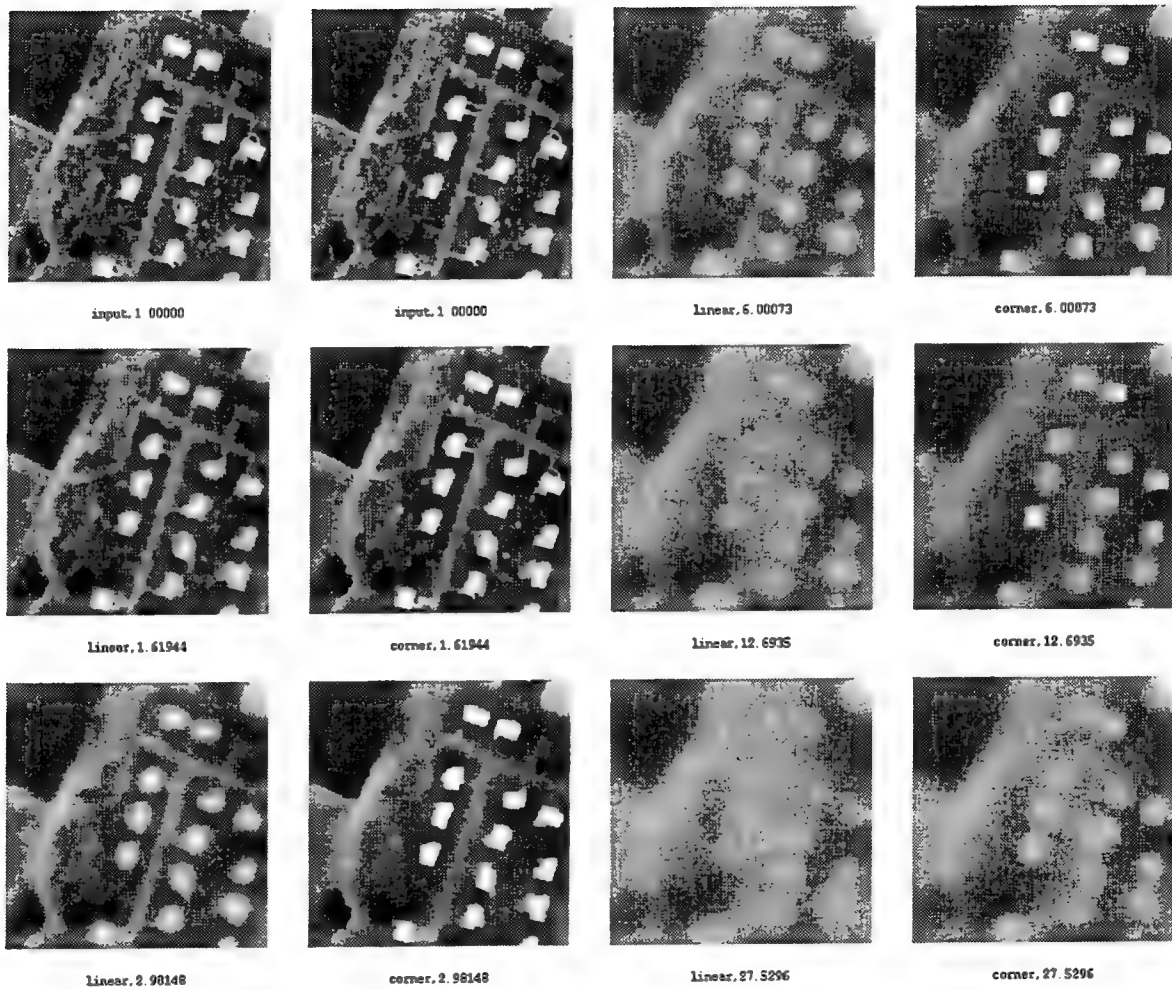 input, 1 00000
input, 1 00000
linear, 6.00073
corner, 6.00073
linear, 1.61944
corner, 1.61944
linear, 12.6935
corner, 12.6935
linear, 2.98148
corner, 2.98148
linear, 27.5296
corner, 27.5296